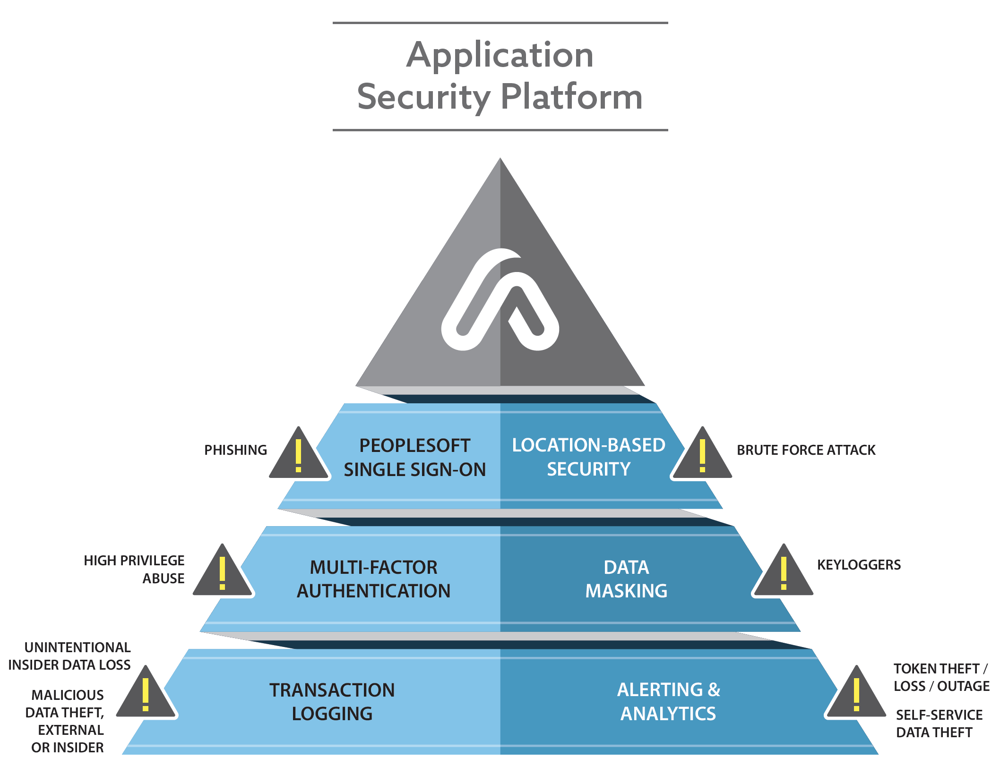 Application
Security Platform
PHISHING
PEOPLESOFT
SINGLE SIGN-ON
LOCATION-BASED
SECURITY
BRUTE FORCE ATTACK
HIGH PRIVILEGE
ABUSE
MULTI-FACTOR
AUTHENTICATION
DATA
MASKING
KEYLOGGERS
UNINTENTIONAL
INSIDER DATA LOSS
MALICIOUS
DATA THEFT,
EXTERNAL
OR INSIDER
TRANSACTION
LOGGING
ALERTING &
ANALYTICS
TOKEN THEFT /
LOSS / OUTAGE
SELF-SERVICE
DATA THEFT